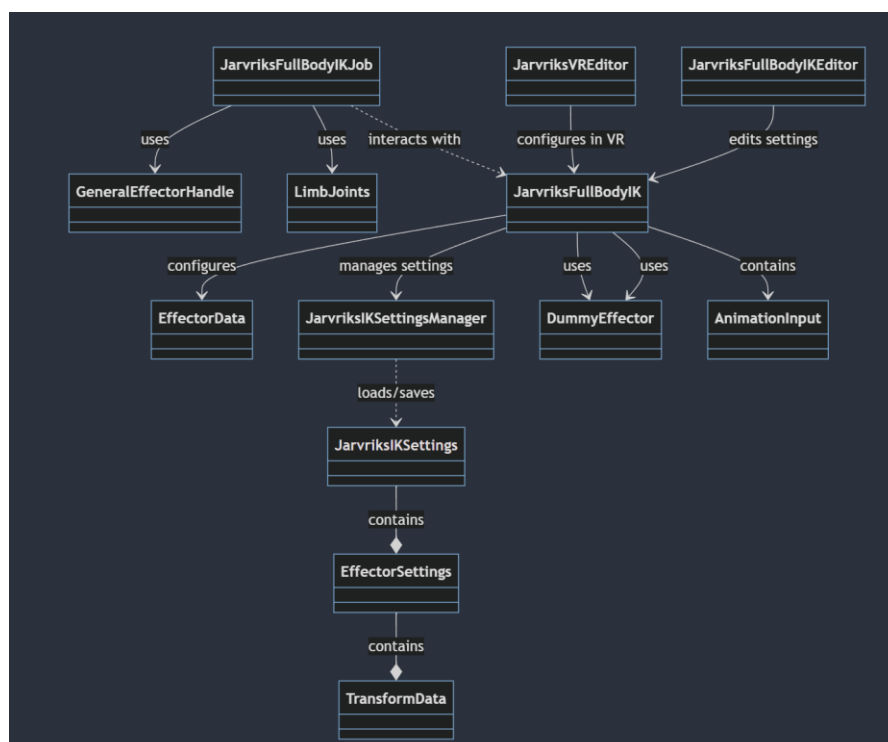 JarvriksFullBodyIKJob
JarvriksVREditor
JarvriksFullBodyIKEditor
uses
uses
interacts with
configures in VR
edits settings
GeneralEffectorHandle
LimbJoints
JarvriksFullBodyIK
configures
manages settings
uses
uses
contains
EffectorData
JarvriksIKSettingsManager
DummyEffector
AnimationInput
loads/saves
JarvriksIKSettings
contains
EffectorSettings
contains
TransformData